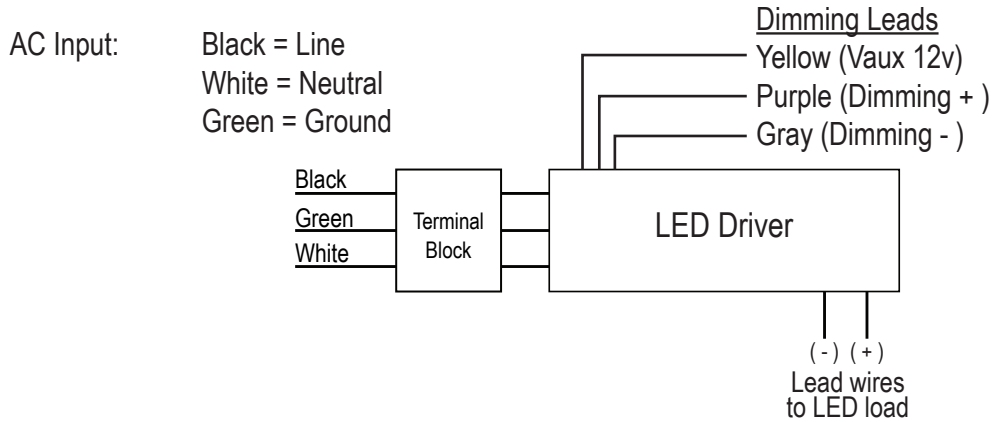 AC Input: Black = Line
White = Neutral
Green = Ground
Dimming Leads
Yellow (Vaux 12v)
Purple (Dimming + )
Gray (Dimming - )
Black
Green
White
Terminal
Block
LED Driver
( - ) ( + )
Lead wires
to LED load